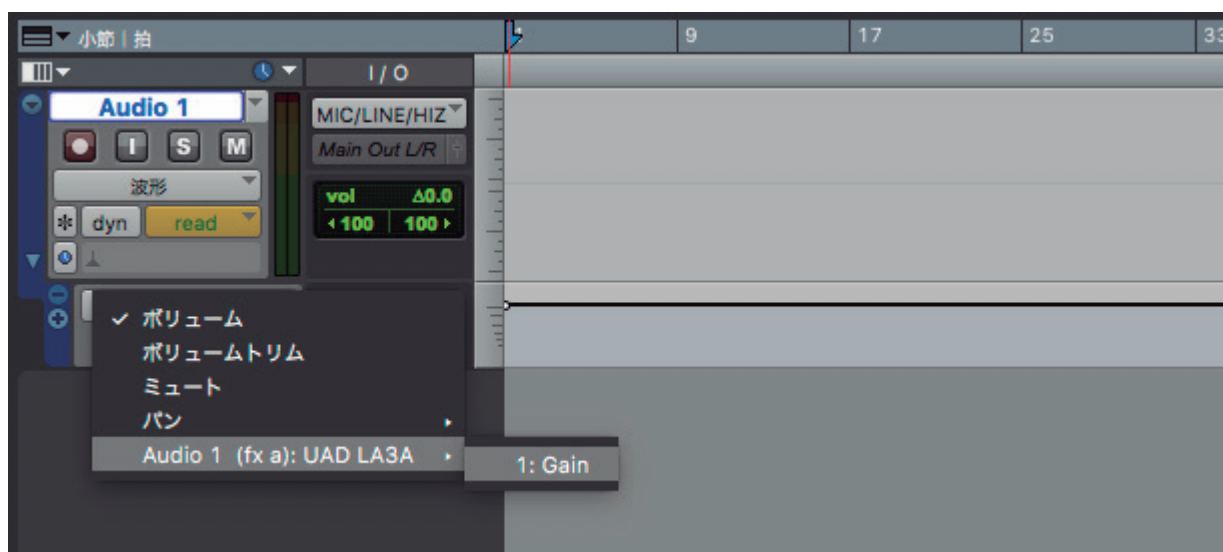 小節|拍
9 17 25 33
I / O
Audio 1
MIC/LINE/HIZ
I S M
Main Out L/R
波形
vol Δ0.0
dyn read
100 100
ボリューム
ボリュームトリム
ミュート
パン
Audio 1 (fx a): UAD LA3A
1: Gain